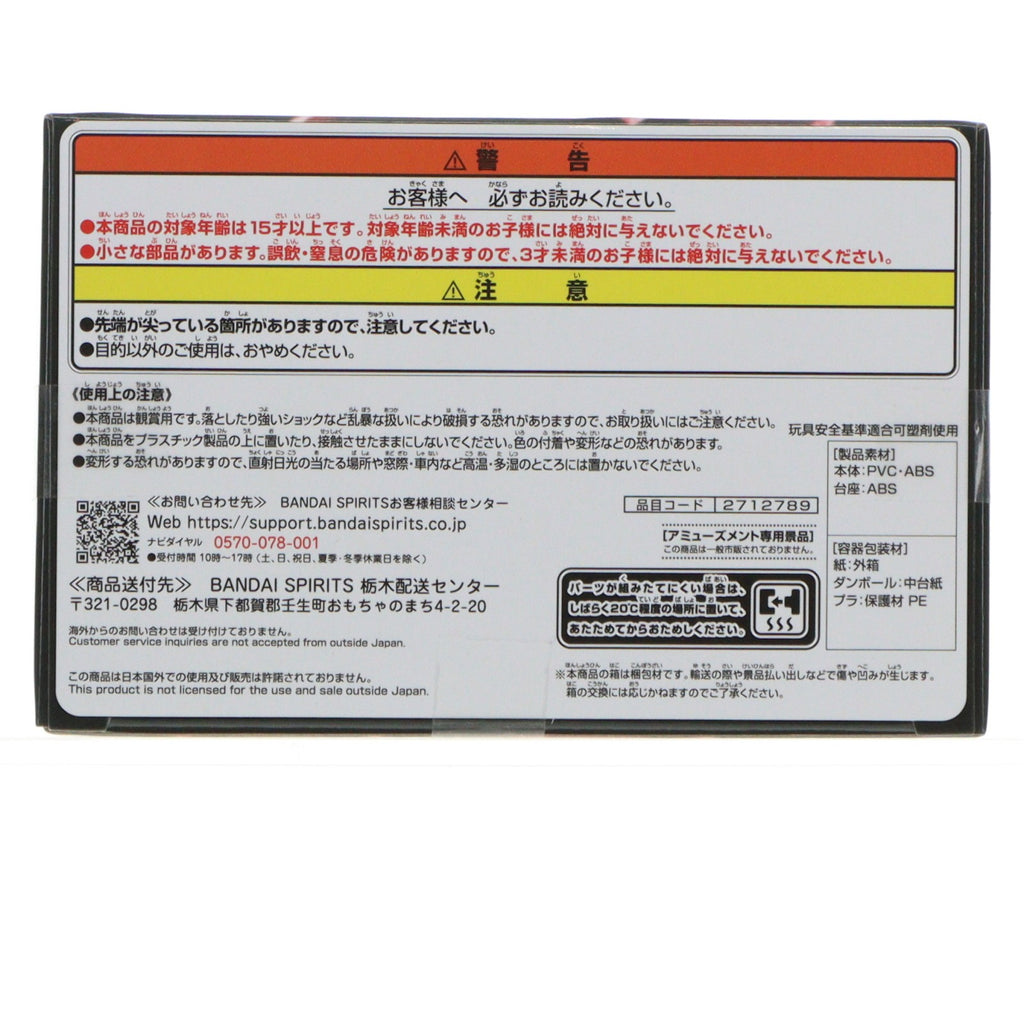 ⚠ 警告
お客様へ 必ずお読みください。
●本商品の対象年齢は15才以上です。対象年齢未満のお子様には絶対に与えないでください。
●小さな部品があります。誤飲・窒息の危険がありますので、3才未満のお子様には絶対に与えないでください。
⚠ 注意
●先端が尖っている箇所がありますので、注意してください。
●目的以外のご使用は、おやめください。
《使用上の注意》
●本商品は観賞用です。落としたり強いショックなど乱暴な扱いにより破損する恐れがありますので、お取り扱いにはご注意ください。
●本商品をプラスチック製品の上に置いたり、接触させたままにしないでください。色の付着や変形などの恐れがあります。
●変形する恐れがありますので、直射日光の当たる場所や窓際・車内など高温・多湿のところには置かないでください。
玩具安全基準適合可塑剤使用
[製品素材]
本体:PVC・ABS
台座:ABS
≪お問い合わせ先≫ BANDAI SPIRITSお客様相談センター
Web https://support.bandaispirits.co.jp
ナビダイヤル 0570-078-001
●受付時間 10時〜17時(土、日、祝日、夏季・冬季休業日を除く)
品目コード 2712789
[アミューズメント専用景品]
この商品は一般市販されておりません。
[容器包装材]
紙:外箱
ダンボール:中台紙
プラ:保護材 PE
≪商品送付先≫ BANDAI SPIRITS 栃木配送センター
〒321-0298 栃木県下都賀郡壬生町おもちゃのまち4-2-20
パーツが組みたてにくい場合は、
しばらく20℃程度の場所に置いて、
あたためてからおためしください。
海外からのお問い合わせは受け付けておりません。
Customer service inquiries are not accepted from outside Japan.
この商品は日本国外での使用及び販売は許諾されておりません。
This product is not licensed for the use and sale outside Japan.
※本商品の箱は梱包材です。輸送の際や景品払い出しなどで傷や凹みが生じます。
箱の交換には応じかねますのでご了承ください。